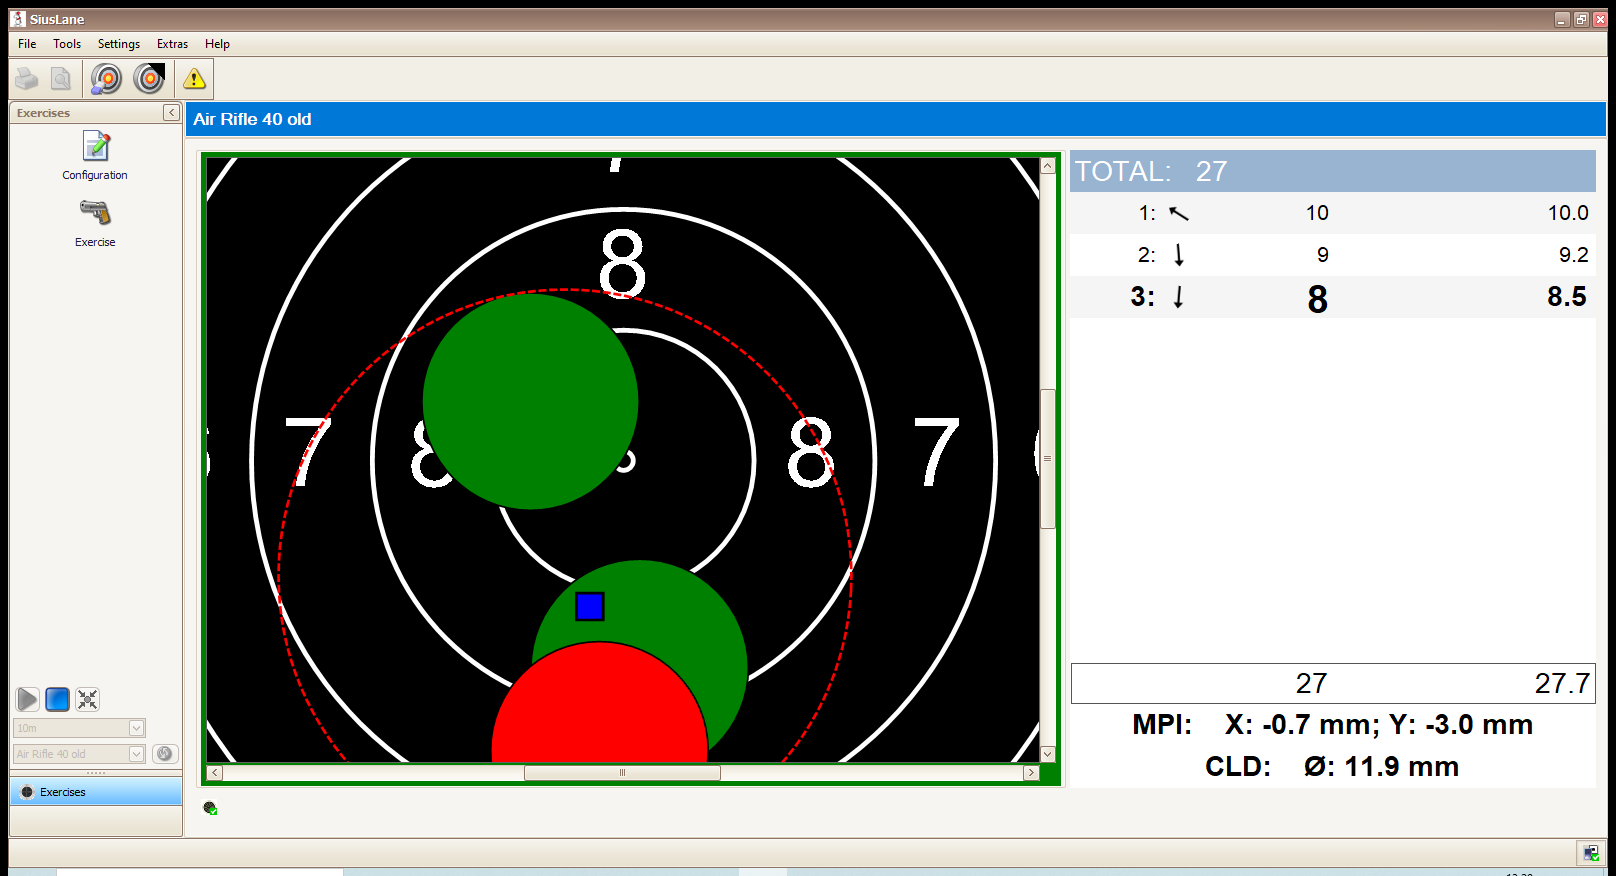 SiusLane
File Tools Settings Extras Help
Exercises
Configuration
Exercise
10m
Air Rifle 40 old
Exercises
Air Rifle 40 old
8
7 8 8 7
TOTAL: 27
1: 10 10.0
2: 9 9.2
3: 8 8.5
27 27.7
MPI: X: -0.7 mm; Y: -3.0 mm
CLD: Ø: 11.9 mm